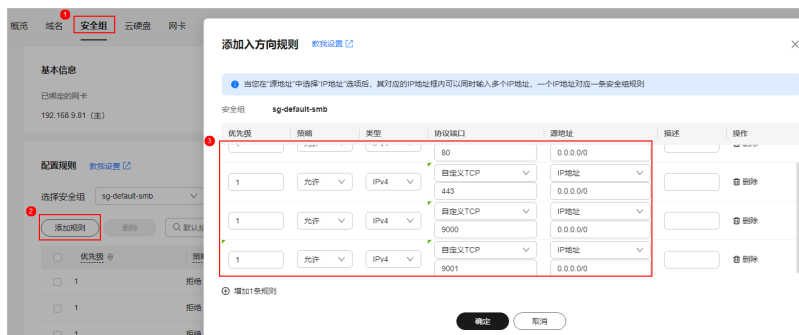 概览 域名 安全组 云硬盘 网卡
1
添加入方向规则 教我设置
基本信息
当您在"源地址"中选择"IP地址"选项后，其对应的IP地址框内可以同时输入多个IP地址，一个IP地址对应一条安全组规则
已绑定的网卡
安全组 sg-default-smb
192.168.9.81（主）
优先级 策略 类型 协议端口 源地址 描述 操作
3
80 0.0.0.0/0
配置规则 教我设置
自定义TCP IP地址
1 允许 IPv4 删除
443 0.0.0.0/0
选择安全组 sg-default-smb
2
自定义TCP IP地址
1 允许 IPv4 删除
9000 0.0.0.0/0
添加规则 删除
自定义TCP IP地址
1 允许 IPv4 删除
9001 0.0.0.0/0
优先级
1 拒绝
增加1条规则
1 拒绝
确定 取消
1 拒绝